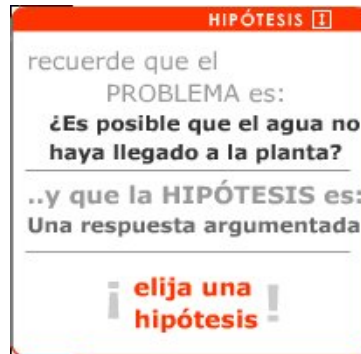 HIPÓTESIS
recuerde que el
PROBLEMA es:
¿Es posible que el agua no
haya llegado a la planta?
..y que la HIPÓTESIS es:
Una respuesta argumentada
¡ elija una
hipótesis !